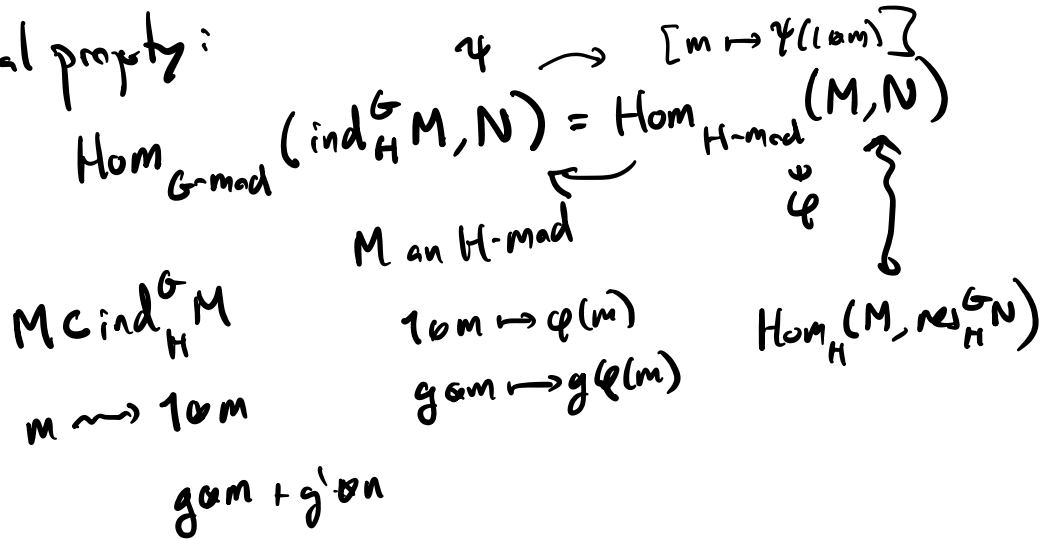 al property:
ψ [m ↦ ψ(1⊗m)]
Hom_{G-mod}(ind_H^G M, N) = Hom_{H-mod}(M, N)
φ
M an H-mod
M ⊂ ind_H^G M
1⊗m ↦ φ(m)
Hom_H(M, res_H^G N)
m ⇝ 1⊗m
g⊗m ↦ gφ(m)
g⊗m + g'⊗n